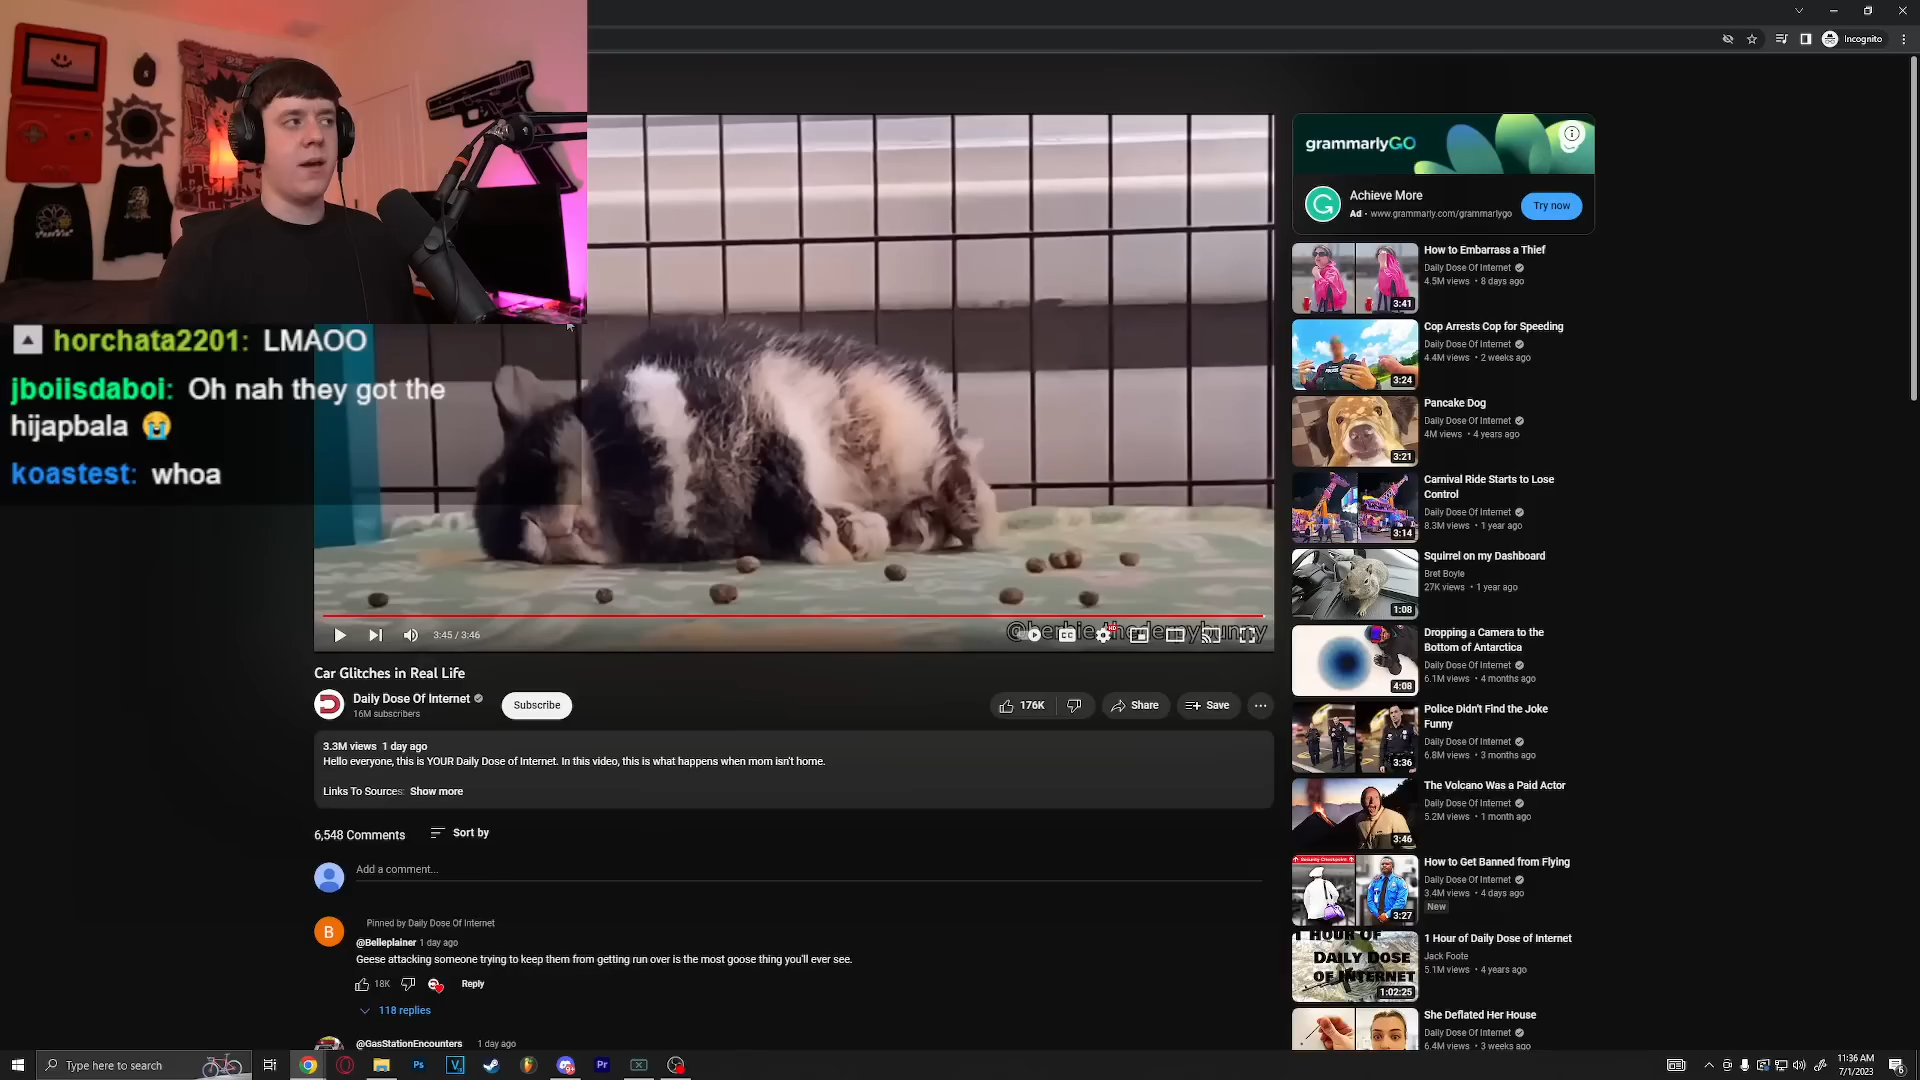 Incognito
horchata2201: LMAOO
jboiisdaboi: Oh nah they got the
hijapbala 😭
koastest: whoa
3:45 / 3:46
@herbie.thederpybunny
Car Glitches in Real Life
Daily Dose Of Internet
16M subscribers
Subscribe
176K
Share
Save
3.3M views 1 day ago
Hello everyone, this is YOUR Daily Dose of Internet. In this video, this is what happens when mom isn't home.
Links To Sources: Show more
6,548 Comments
Sort by
Add a comment...
B
Pinned by Daily Dose Of Internet
@Belleplainer 1 day ago
Geese attacking someone trying to keep them from getting run over is the most goose thing you'll ever see.
18K
Reply
118 replies
@GasStationEncounters 1 day ago
grammarlyGO
Achieve More
Ad • www.grammarly.com/grammarlygo
Try now
3:41
How to Embarrass a Thief
Daily Dose Of Internet
4.5M views • 8 days ago
3:24
Cop Arrests Cop for Speeding
Daily Dose Of Internet
4.4M views • 2 weeks ago
3:21
Pancake Dog
Daily Dose Of Internet
4M views • 4 years ago
3:14
Carnival Ride Starts to Lose
Control
Daily Dose Of Internet
8.3M views • 1 year ago
1:08
Squirrel on my Dashboard
Bret Boyle
27K views • 1 year ago
4:08
Dropping a Camera to the
Bottom of Antarctica
Daily Dose Of Internet
6.1M views • 4 months ago
3:36
Police Didn't Find the Joke
Funny
Daily Dose Of Internet
6.8M views • 3 months ago
3:46
The Volcano Was a Paid Actor
Daily Dose Of Internet
5.2M views • 1 month ago
Security Checkpoint
3:27
How to Get Banned from Flying
Daily Dose Of Internet
3.4M views • 4 days ago
New
1 HOUR OF
DAILY DOSE
OF INTERNET
1:02:25
1 Hour of Daily Dose of Internet
Jack Foote
5.1M views • 4 years ago
She Deflated Her House
Daily Dose Of Internet
6.4M views • 3 weeks ago
Type here to search
Ps
V
Pr
11:36 AM
7/1/2023